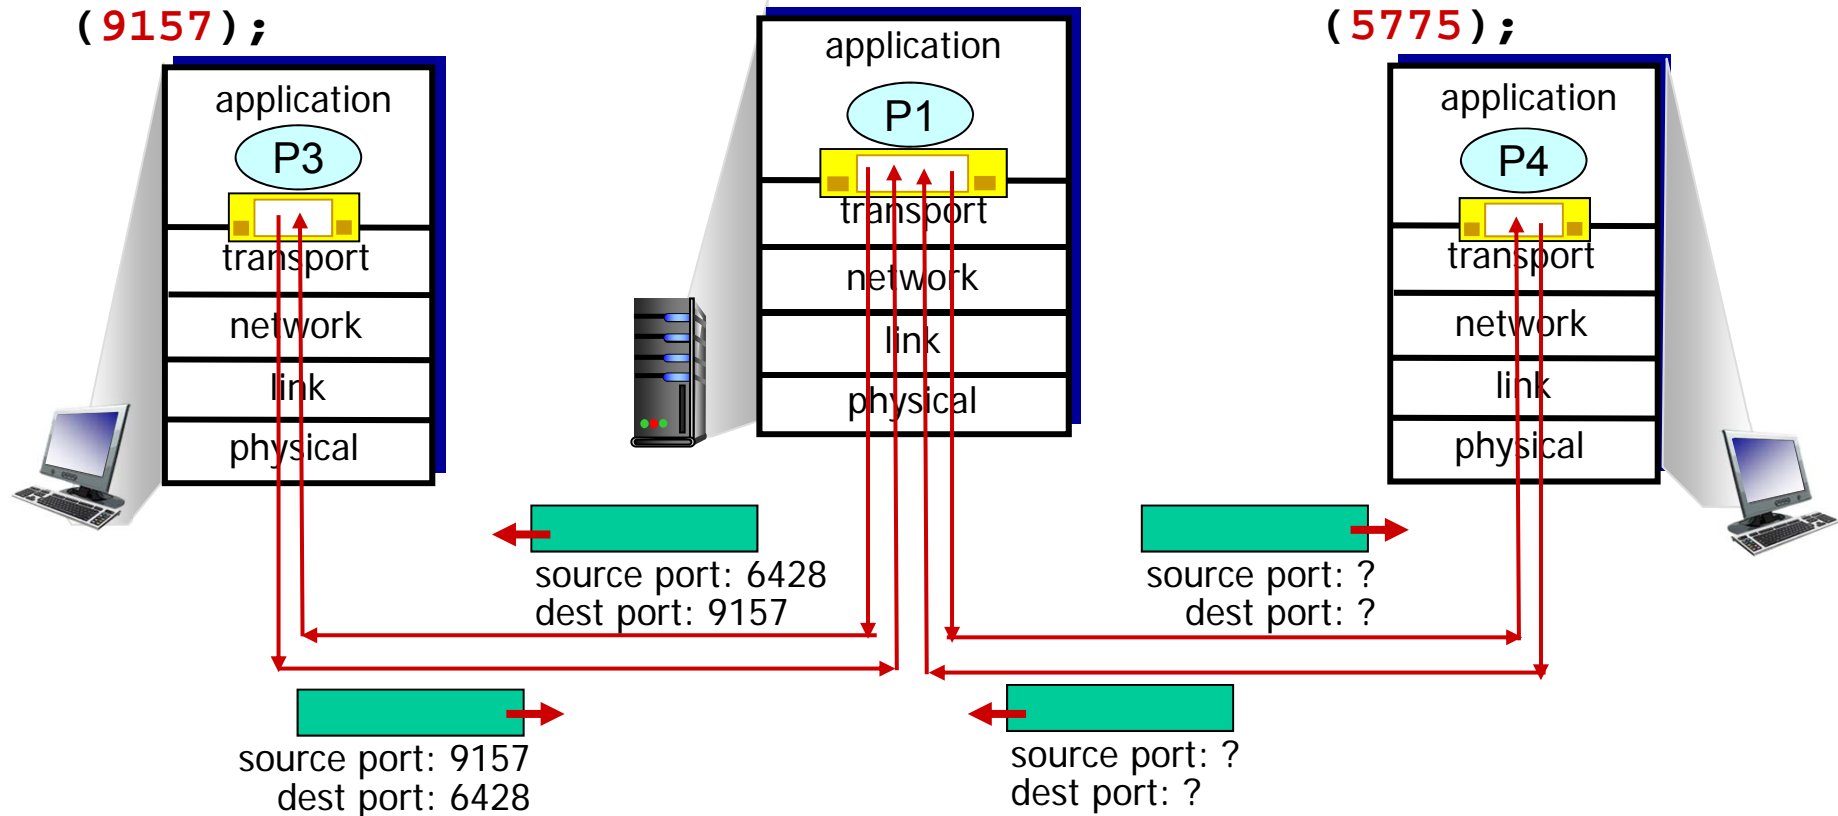 (9157);
application
P3
transport
network
link
physical
application
P1
transport
network
link
physical
(5775);
application
P4
transport
network
link
physical
source port: 6428
dest port: 9157
source port: ?
dest port: ?
source port: 9157
dest port: 6428
source port: ?
dest port: ?